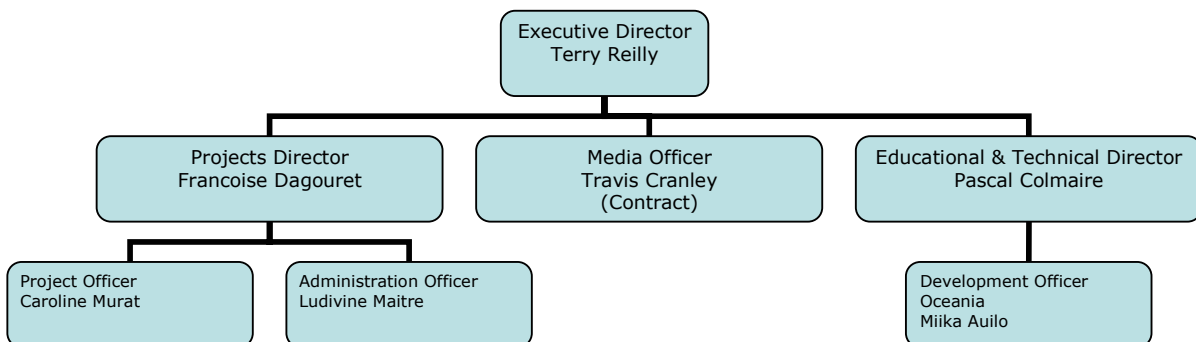 Executive Director
Terry Reilly
Projects Director
Francoise Dagouret
Media Officer
Travis Cranley
(Contract)
Educational & Technical Director
Pascal Colmaire
Project Officer
Caroline Murat
Administration Officer
Ludivine Maitre
Development Officer
Oceania
Miika Auilo